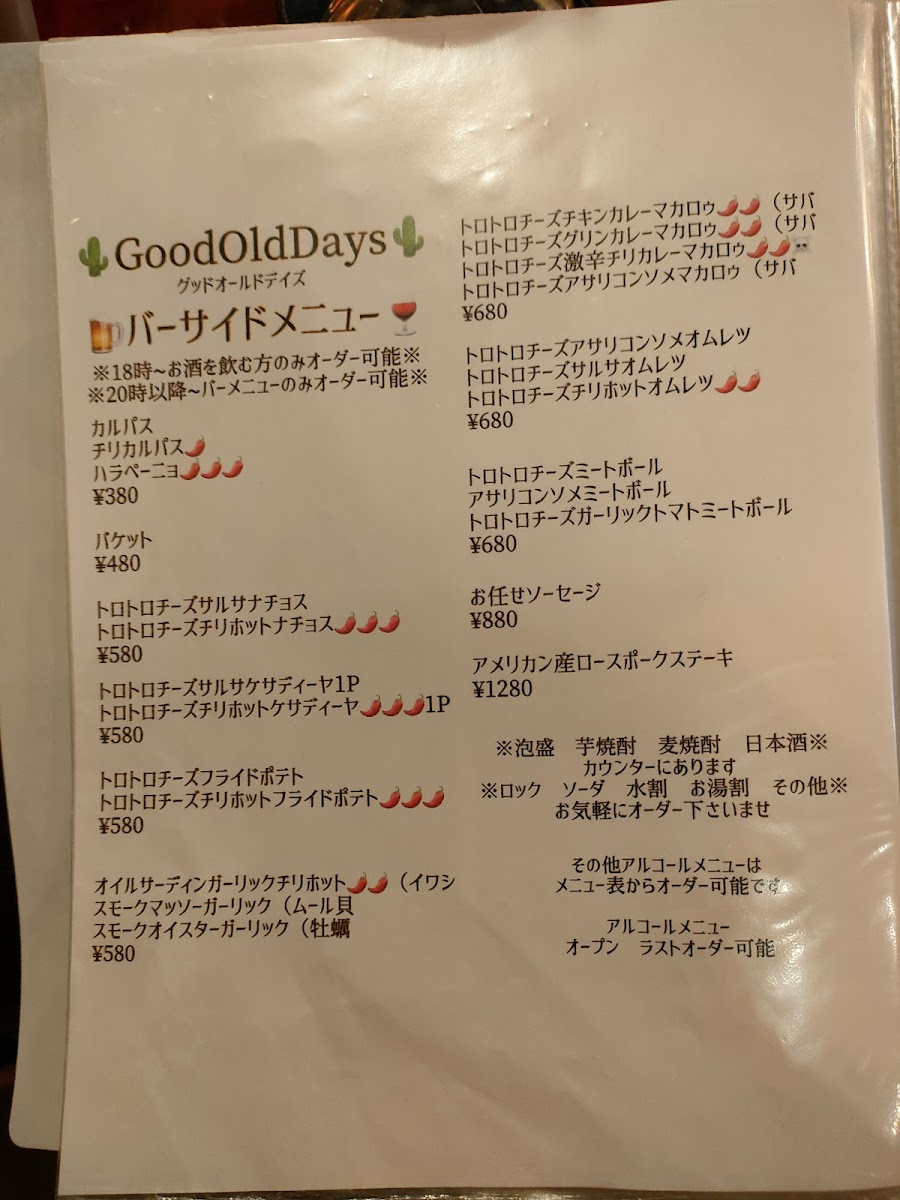 🌵GoodOldDays🌵
グッドオールドデイズ
🍺バーサイドメニュー🍷
※18時~お酒を飲む方のみオーダー可能※
※20時以降~バーメニューのみオーダー可能※
カルパス
チリカルパス🌶
ハラペーニョ🌶🌶🌶
¥380
バケット
¥480
トロトロチーズサルサナチョス
トロトロチーズチリホットナチョス🌶🌶🌶
¥580
トロトロチーズサルサケサディーヤ1P
トロトロチーズチリホットケサディーヤ🌶🌶🌶1P
¥580
トロトロチーズフライドポテト
トロトロチーズチリホットフライドポテト🌶🌶🌶
¥580
オイルサーディンガーリックチリホット🌶🌶（イワシ
スモークマッソーガーリック（ムール貝
スモークオイスターガーリック（牡蠣
¥580
トロトロチーズチキンカレーマカロゥ🌶🌶（サバ
トロトロチーズグリンカレーマカロゥ🌶🌶（サバ
トロトロチーズ激辛チリカレーマカロゥ🌶🌶☠
トロトロチーズアサリコンソメマカロゥ（サバ
¥680
トロトロチーズアサリコンソメオムレツ
トロトロチーズサルサオムレツ
トロトロチーズチリホットオムレツ🌶🌶
¥680
トロトロチーズミートボール
アサリコンソメミートボール
トロトロチーズガーリックトマトミートボール
¥680
お任せソーセージ
¥880
アメリカン産ロースポークステーキ
¥1280
※泡盛　芋焼酎　麦焼酎　日本酒※
カウンターにあります
※ロック　ソーダ　水割　お湯割　その他※
お気軽にオーダー下さいませ
その他アルコールメニューは
メニュー表からオーダー可能です
アルコールメニュー
オープン　ラストオーダー可能